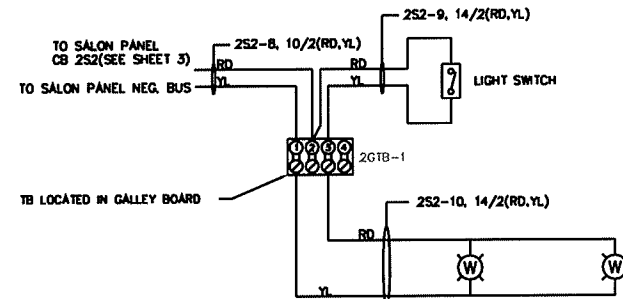 2S2-9, 14/2(RD,YL)
TO SALON PANEL
CB 2S2(SEE SHEET 3)
2S2-8, 10/2(RD,YL)
RD
RD
TO SALON PANEL NEG. BUS
YL
YL
LIGHT SWITCH
1 2 3 4
2GTB-1
TB LOCATED IN GALLEY BOARD
2S2-10, 14/2(RD,YL)
RD
W
W
YL